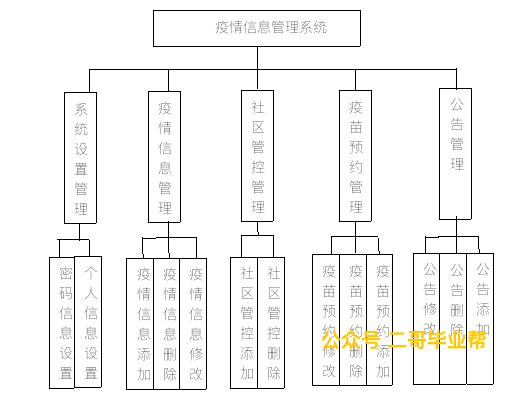 疫情信息管理系统
系统设置管理
疫情信息管理
社区管控管理
疫苗预约管理
公告管理
密码信息设置
个人信息设置
疫情信息添加
疫情信息删除
疫情信息修改
社区管控添加
社区管控删除
疫苗预约修改
疫苗预约删除
疫苗预约添加
公告修改
公告删除
公告添加
公众号 二哥毕业帮